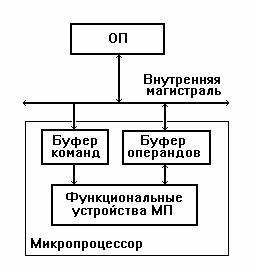 ОП
Внутренняя
магистраль
Буфер
команд
Буфер
операндов
Функциональные
устройства МП
Микропроцессор